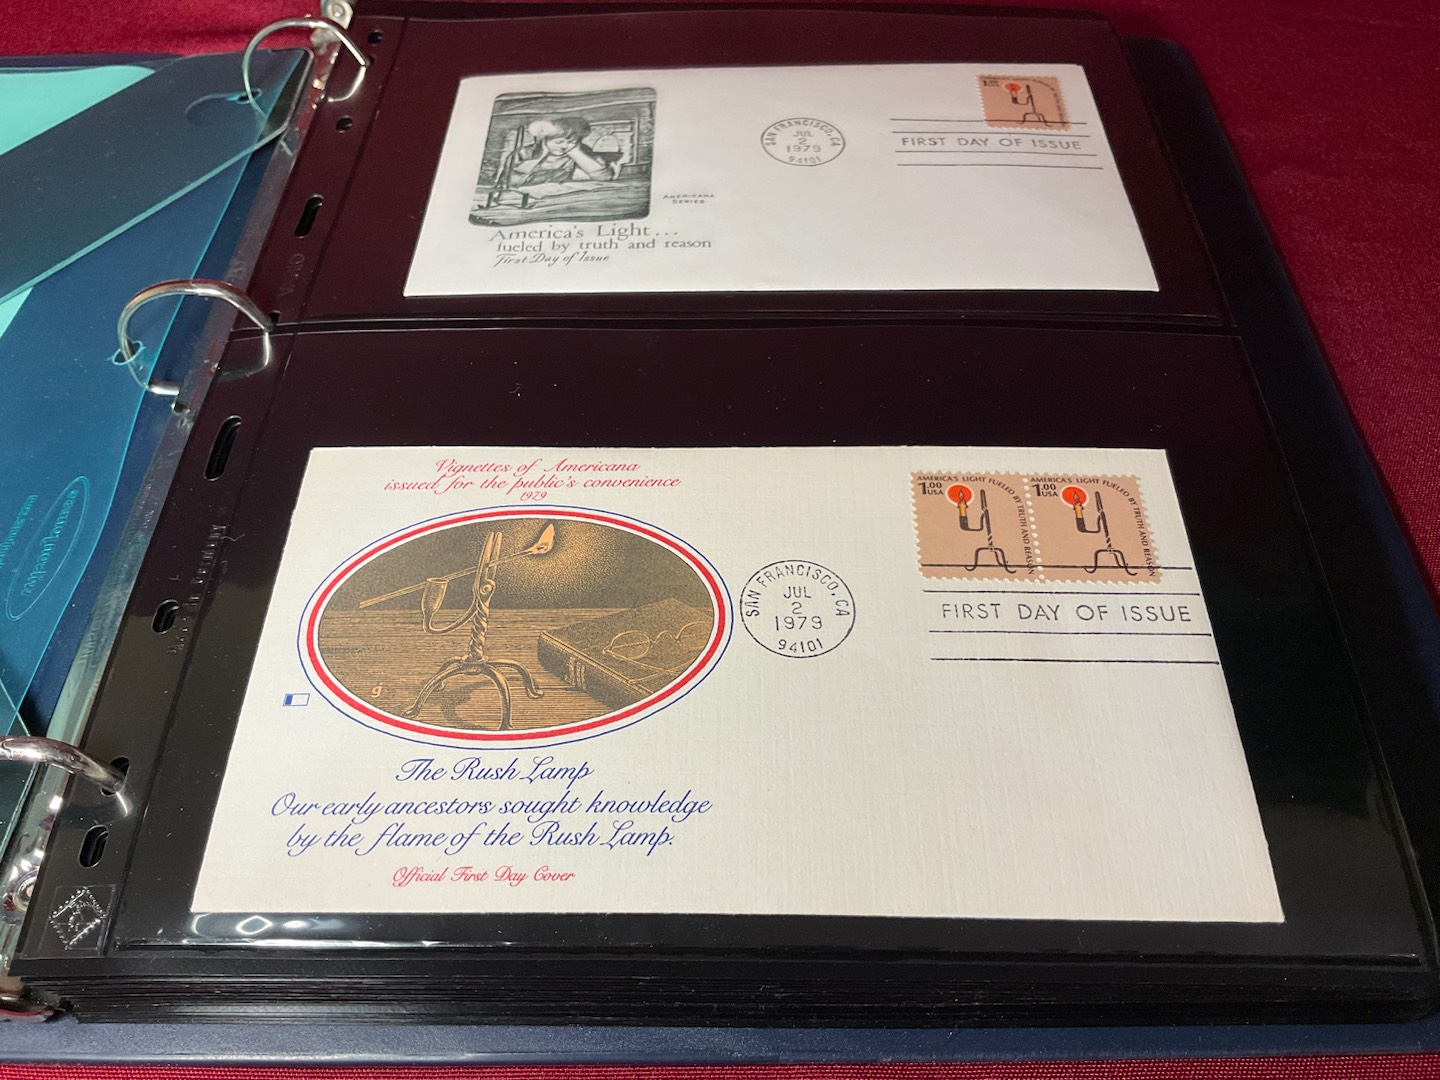 AMERICANA
SERIES
America's Light...
fueled by truth and reason
First Day of Issue
SAN FRANCISCO, CA
JUL
2
1979
94101
1.00
USA
FIRST DAY OF ISSUE
Vignettes of Americana
issued for the public's convenience
1979
g
The Rush Lamp
Our early ancestors sought knowledge
by the flame of the Rush Lamp.
Official First Day Cover
SAN FRANCISCO, CA
JUL
2
1979
94101
AMERICA'S LIGHT FUELED BY TRUTH AND REASON
1.00
USA
AMERICA'S LIGHT FUELED BY TRUTH AND REASON
1.00
USA
FIRST DAY OF ISSUE